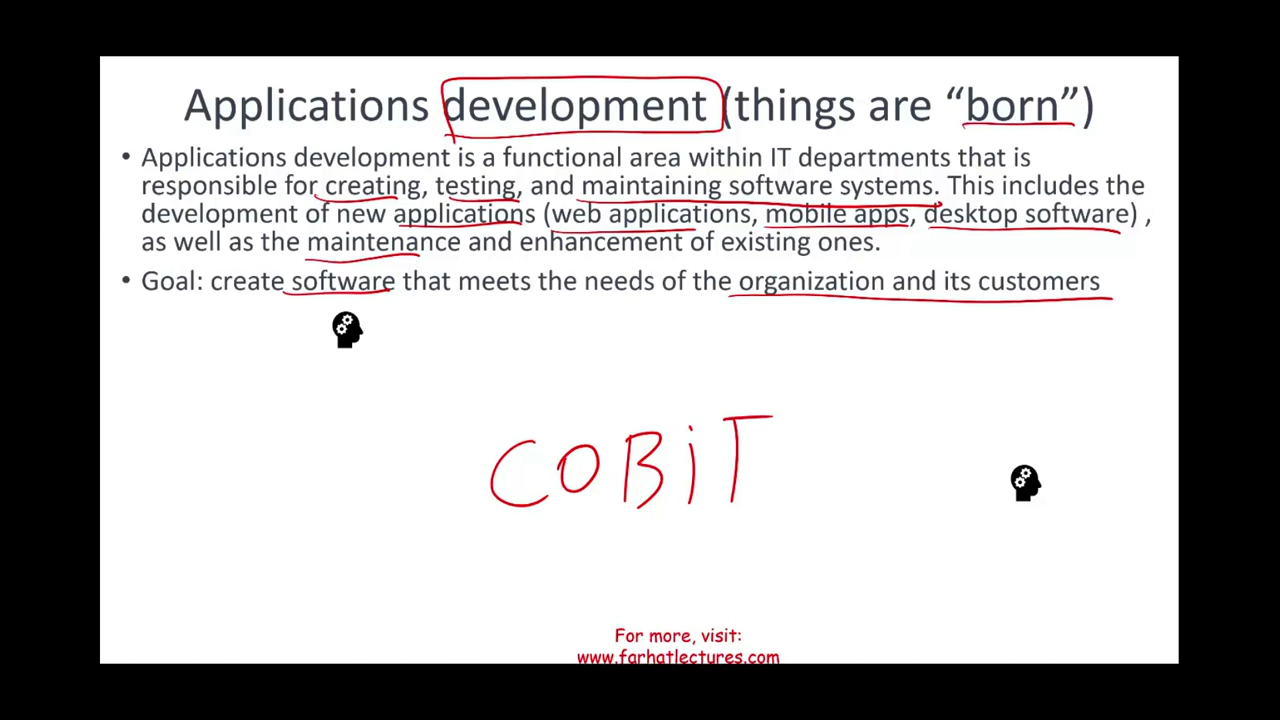 Applications development (things are “born”)
• Applications development is a functional area within IT departments that is
responsible for creating, testing, and maintaining software systems. This includes the
development of new applications (web applications, mobile apps, desktop software) ,
as well as the maintenance and enhancement of existing ones.
• Goal: create software that meets the needs of the organization and its customers
COBiT
For more, visit:
www.farhatlectures.com